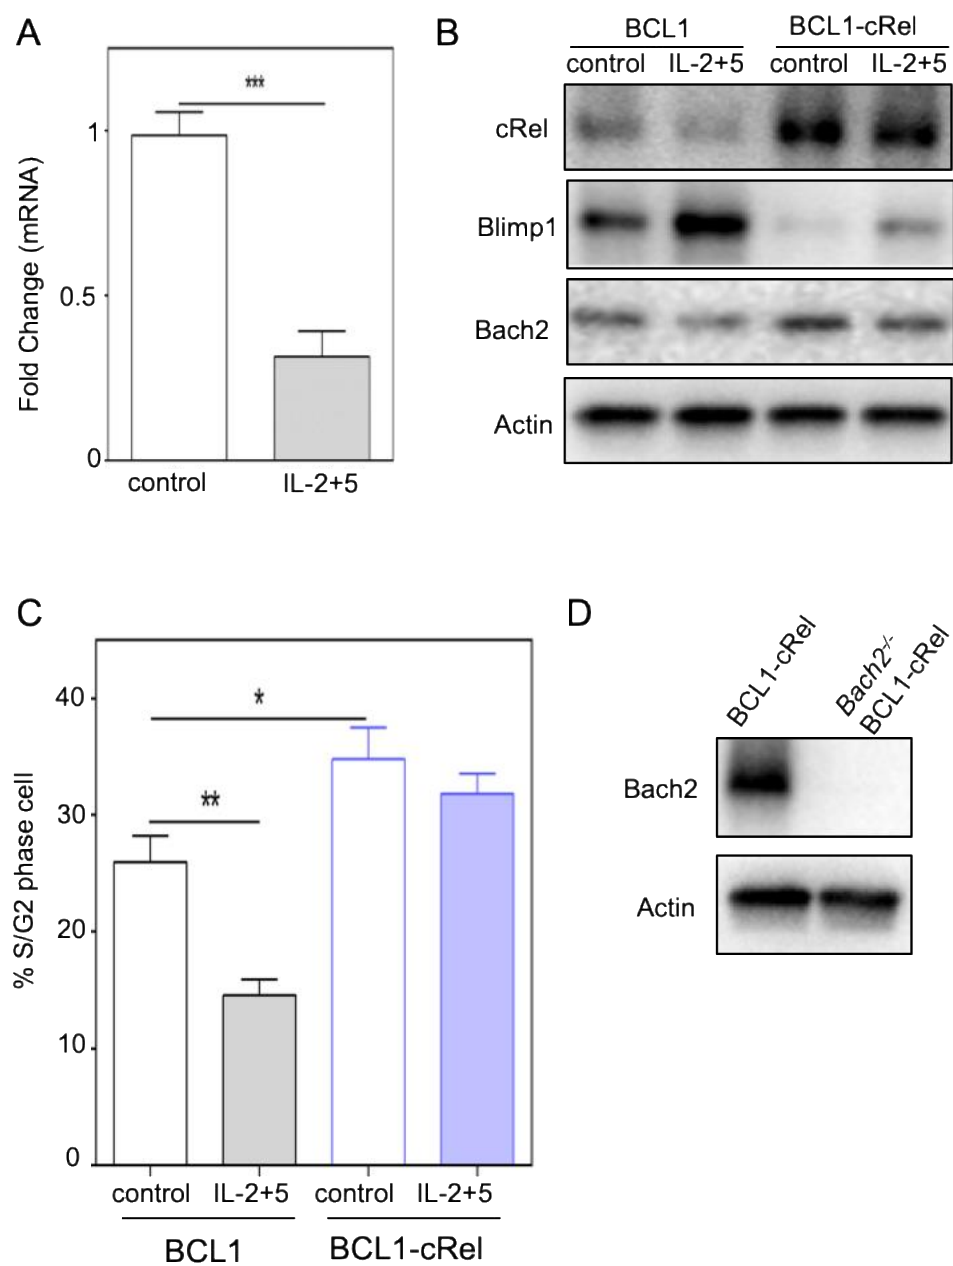 A
***
1
0.5
0
Fold Change (mRNA)
control IL-2+5
B
BCL1 BCL1-cRel
control IL-2+5 control IL-2+5
cRel
Blimp1
Bach2
Actin
C
40
30
20
10
0
% S/G2 phase cell
*
**
control IL-2+5 control IL-2+5
BCL1 BCL1-cRel
D
BCL1-cRel
Bach2-/-
BCL1-cRel
Bach2
Actin